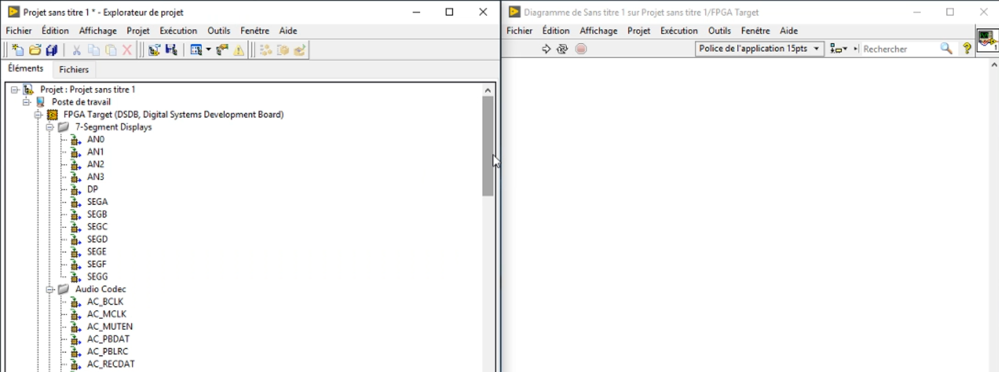 Projet sans titre 1 * - Explorateur de projet
Fichier Édition Affichage Projet Exécution Outils Fenêtre Aide
Éléments Fichiers
Projet : Projet sans titre 1
Poste de travail
FPGA Target (DSDB, Digital Systems Development Board)
7-Segment Displays
AN0
AN1
AN2
AN3
DP
SEGA
SEGB
SEGC
SEGD
SEGE
SEGF
SEGG
Audio Codec
AC_BCLK
AC_MCLK
AC_MUTEN
AC_PBDAT
AC_PBLRC
AC_RECDAT
Diagramme de Sans titre 1 sur Projet sans titre 1/FPGA Target
Fichier Édition Affichage Projet Exécution Outils Fenêtre Aide
Police de l'application 15pts Rechercher ?
1